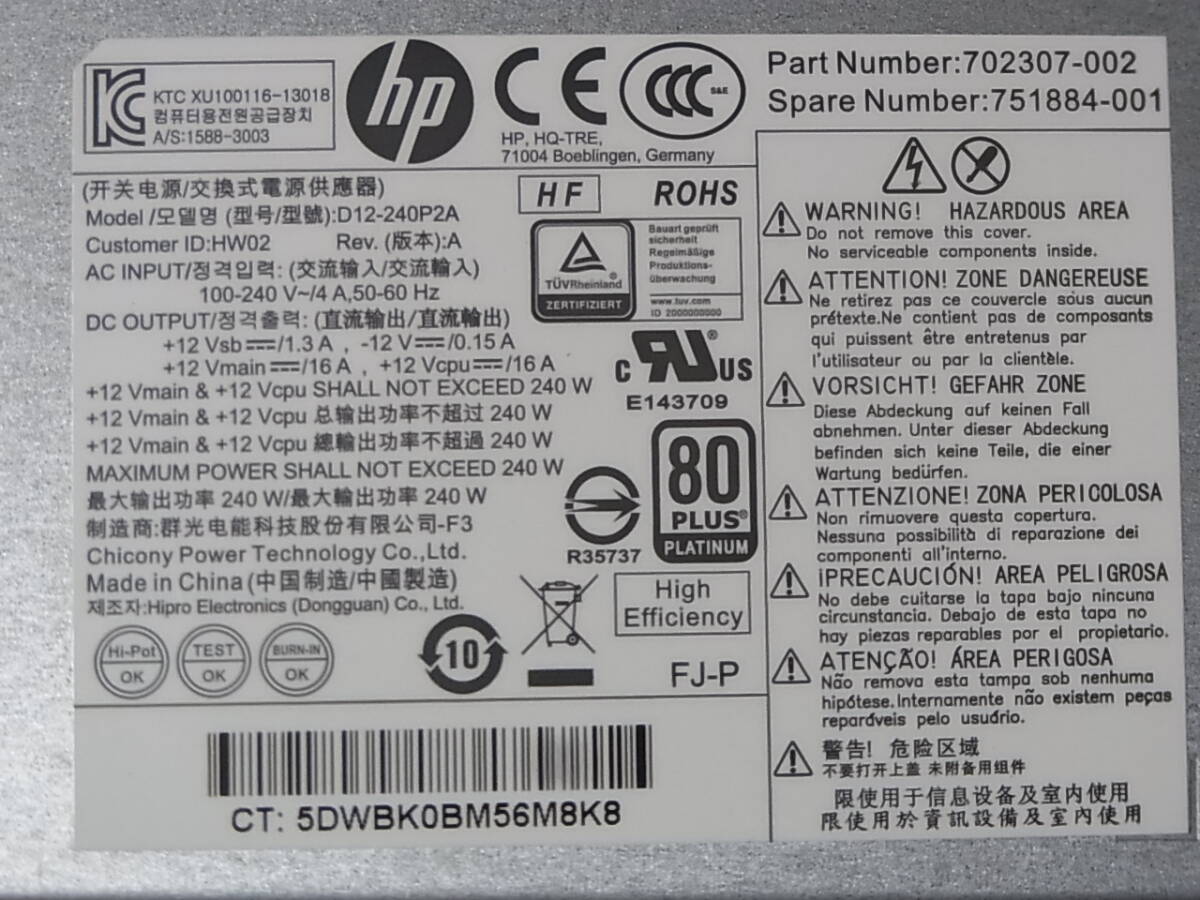 KC
KTC XU100116-13018
컴퓨터용전원공급장치
A/S:1588-3003
hp
CE
HP, HQ-TRE,
71004 Boeblingen, Germany
CCC S&E
Part Number:702307-002
Spare Number:751884-001
(开关电源/交換式電源供應器)
Model /모델명 (型号/型號):D12-240P2A
Customer ID:HW02 Rev. (版本):A
AC INPUT/정격입력: (交流输入/交流輸入)
100-240 V~/4 A,50-60 Hz
DC OUTPUT/정격출력: (直流输出/直流輸出)
+12 Vsb⎓/1.3 A , -12 V⎓/0.15 A
+12 Vmain⎓/16 A , +12 Vcpu⎓/16 A
+12 Vmain & +12 Vcpu SHALL NOT EXCEED 240 W
+12 Vmain & +12 Vcpu 总输出功率不超过 240 W
+12 Vmain & +12 Vcpu 總輸出功率不超過 240 W
MAXIMUM POWER SHALL NOT EXCEED 240 W
最大输出功率 240 W/最大輸出功率 240 W
制造商:群光电能科技股份有限公司-F3
Chicony Power Technology Co.,Ltd.
Made in China (中国制造/中國製造)
제조자:Hipro Electronics (Dongguan) Co., Ltd.
Hi-Pot
OK
TEST
OK
BURN-IN
OK
10
HF
ROHS
TÜVRheinland®
ZERTIFIZIERT
Bauart geprüft
sicherheit
Regelmäßige
Produktions-
überwachung
www.tuv.com
ID 2000000000
c RU® US
E143709
R35737
80
PLUS®
PLATINUM
High
Efficiency
FJ-P
CT: 5DWBK0BM56M8K8
WARNING! HAZARDOUS AREA
Do not remove this cover.
No serviceable components inside.
ATTENTION! ZONE DANGEREUSE
Ne retirez pas ce couvercle sous aucun
prétexte.Ne contient pas de composants
qui puissent être entretenus par
l'utilisateur ou par la clientèle.
VORSICHT! GEFAHR ZONE
Diese Abdeckung auf keinen Fall
abnehmen. Unter dieser Abdeckung
befinden sich keine Teile, die einer
Wartung bedürfen.
ATTENZIONE! ZONA PERICOLOSA
Non rimuovere questa copertura.
Nessuna possibilità di reparazione dei
componenti all'interno.
¡PRECAUCIÓN! AREA PELIGROSA
No debe cuitarse la tapa bajo ninguna
circunstancia. Debajo de esta tapa no
hay piezas reparables por el propietario.
ATENÇÃO! ÁREA PERIGOSA
Não remova esta tampa sob nenhuma
hipótese.Internamente não existem peças
reparáveis pelo usuário.
警告! 危险区域
不要打开上盖 未附备用组件
限使用于信息设备及室内使用
限使用於資訊設備及室內使用